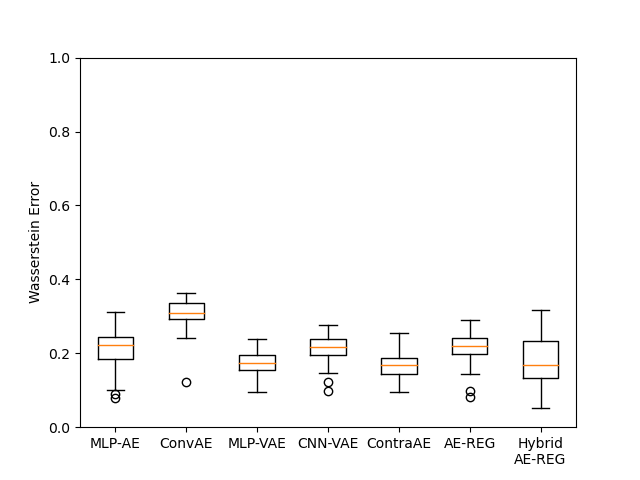 1.0
0.8
0.6
0.4
0.2
0.0
Wasserstein Error
MLP-AE ConvAE MLP-VAE CNN-VAE ContraAE AE-REG Hybrid
AE-REG